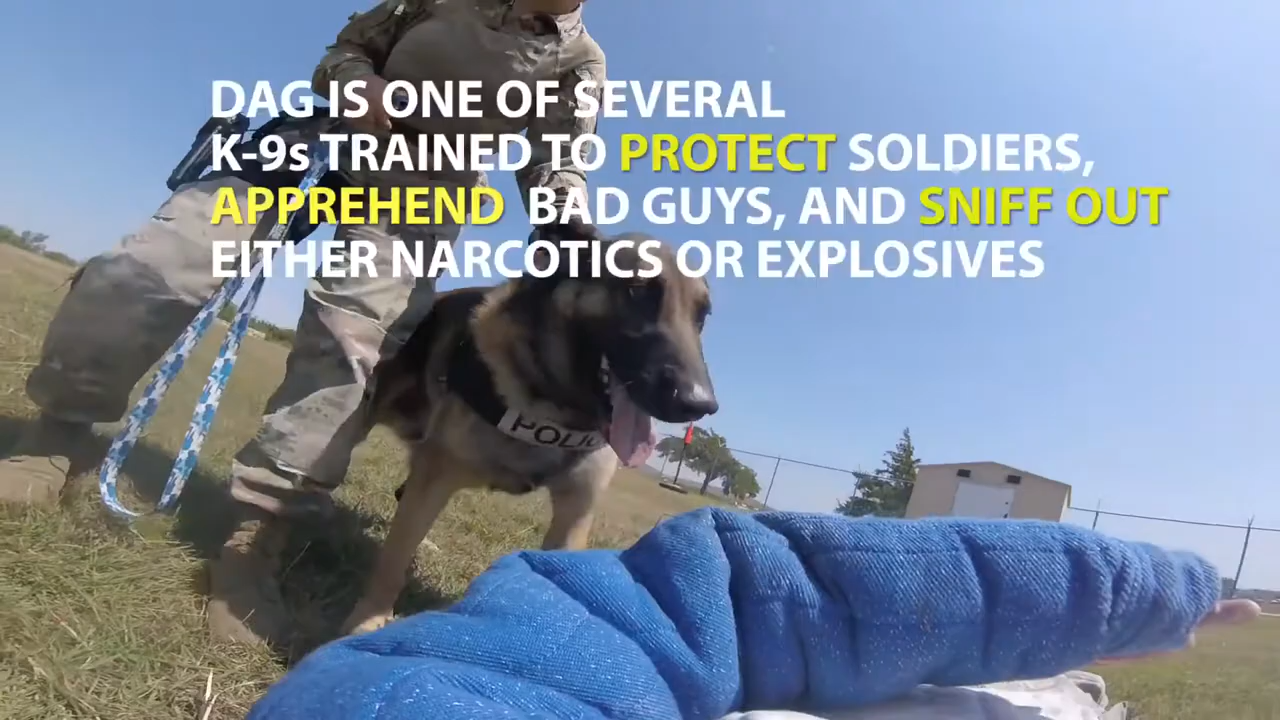 DAG IS ONE OF SEVERAL
K-9s TRAINED TO PROTECT SOLDIERS,
APPREHEND BAD GUYS, AND SNIFF OUT
EITHER NARCOTICS OR EXPLOSIVES